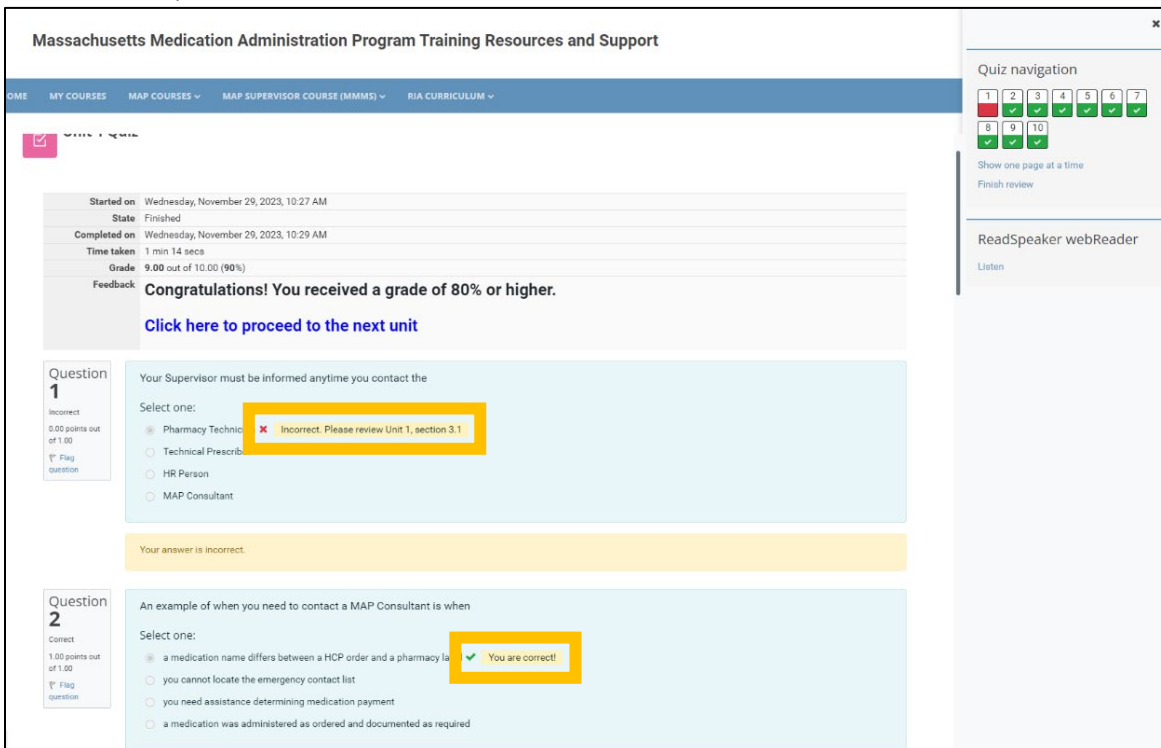 Massachusetts Medication Administration Program Training Resources and Support
OME MY COURSES MAP COURSES MAP SUPERVISOR COURSE (MMMS) RIA CURRICULUM
Unit 1 Quiz
Started on Wednesday, November 29, 2023, 10:27 AM
State Finished
Completed on Wednesday, November 29, 2023, 10:29 AM
Time taken 1 min 14 secs
Grade 9.00 out of 10.00 (90%)
Feedback Congratulations! You received a grade of 80% or higher.
Click here to proceed to the next unit
Question
1
Incorrect
0.00 points out
of 1.00
Flag
question
Your Supervisor must be informed anytime you contact the
Select one:
Pharmacy Technic Incorrect. Please review Unit 1, section 3.1
Technical Prescrib
HR Person
MAP Consultant
Your answer is incorrect.
Question
2
Correct
1.00 points out
of 1.00
Flag
question
An example of when you need to contact a MAP Consultant is when
Select one:
a medication name differs between a HCP order and a pharmacy la You are correct!
you cannot locate the emergency contact list
you need assistance determining medication payment
a medication was administered as ordered and documented as required
Quiz navigation
1 2 3 4 5 6 7
8 9 10
Show one page at a time
Finish review
ReadSpeaker webReader
Listen